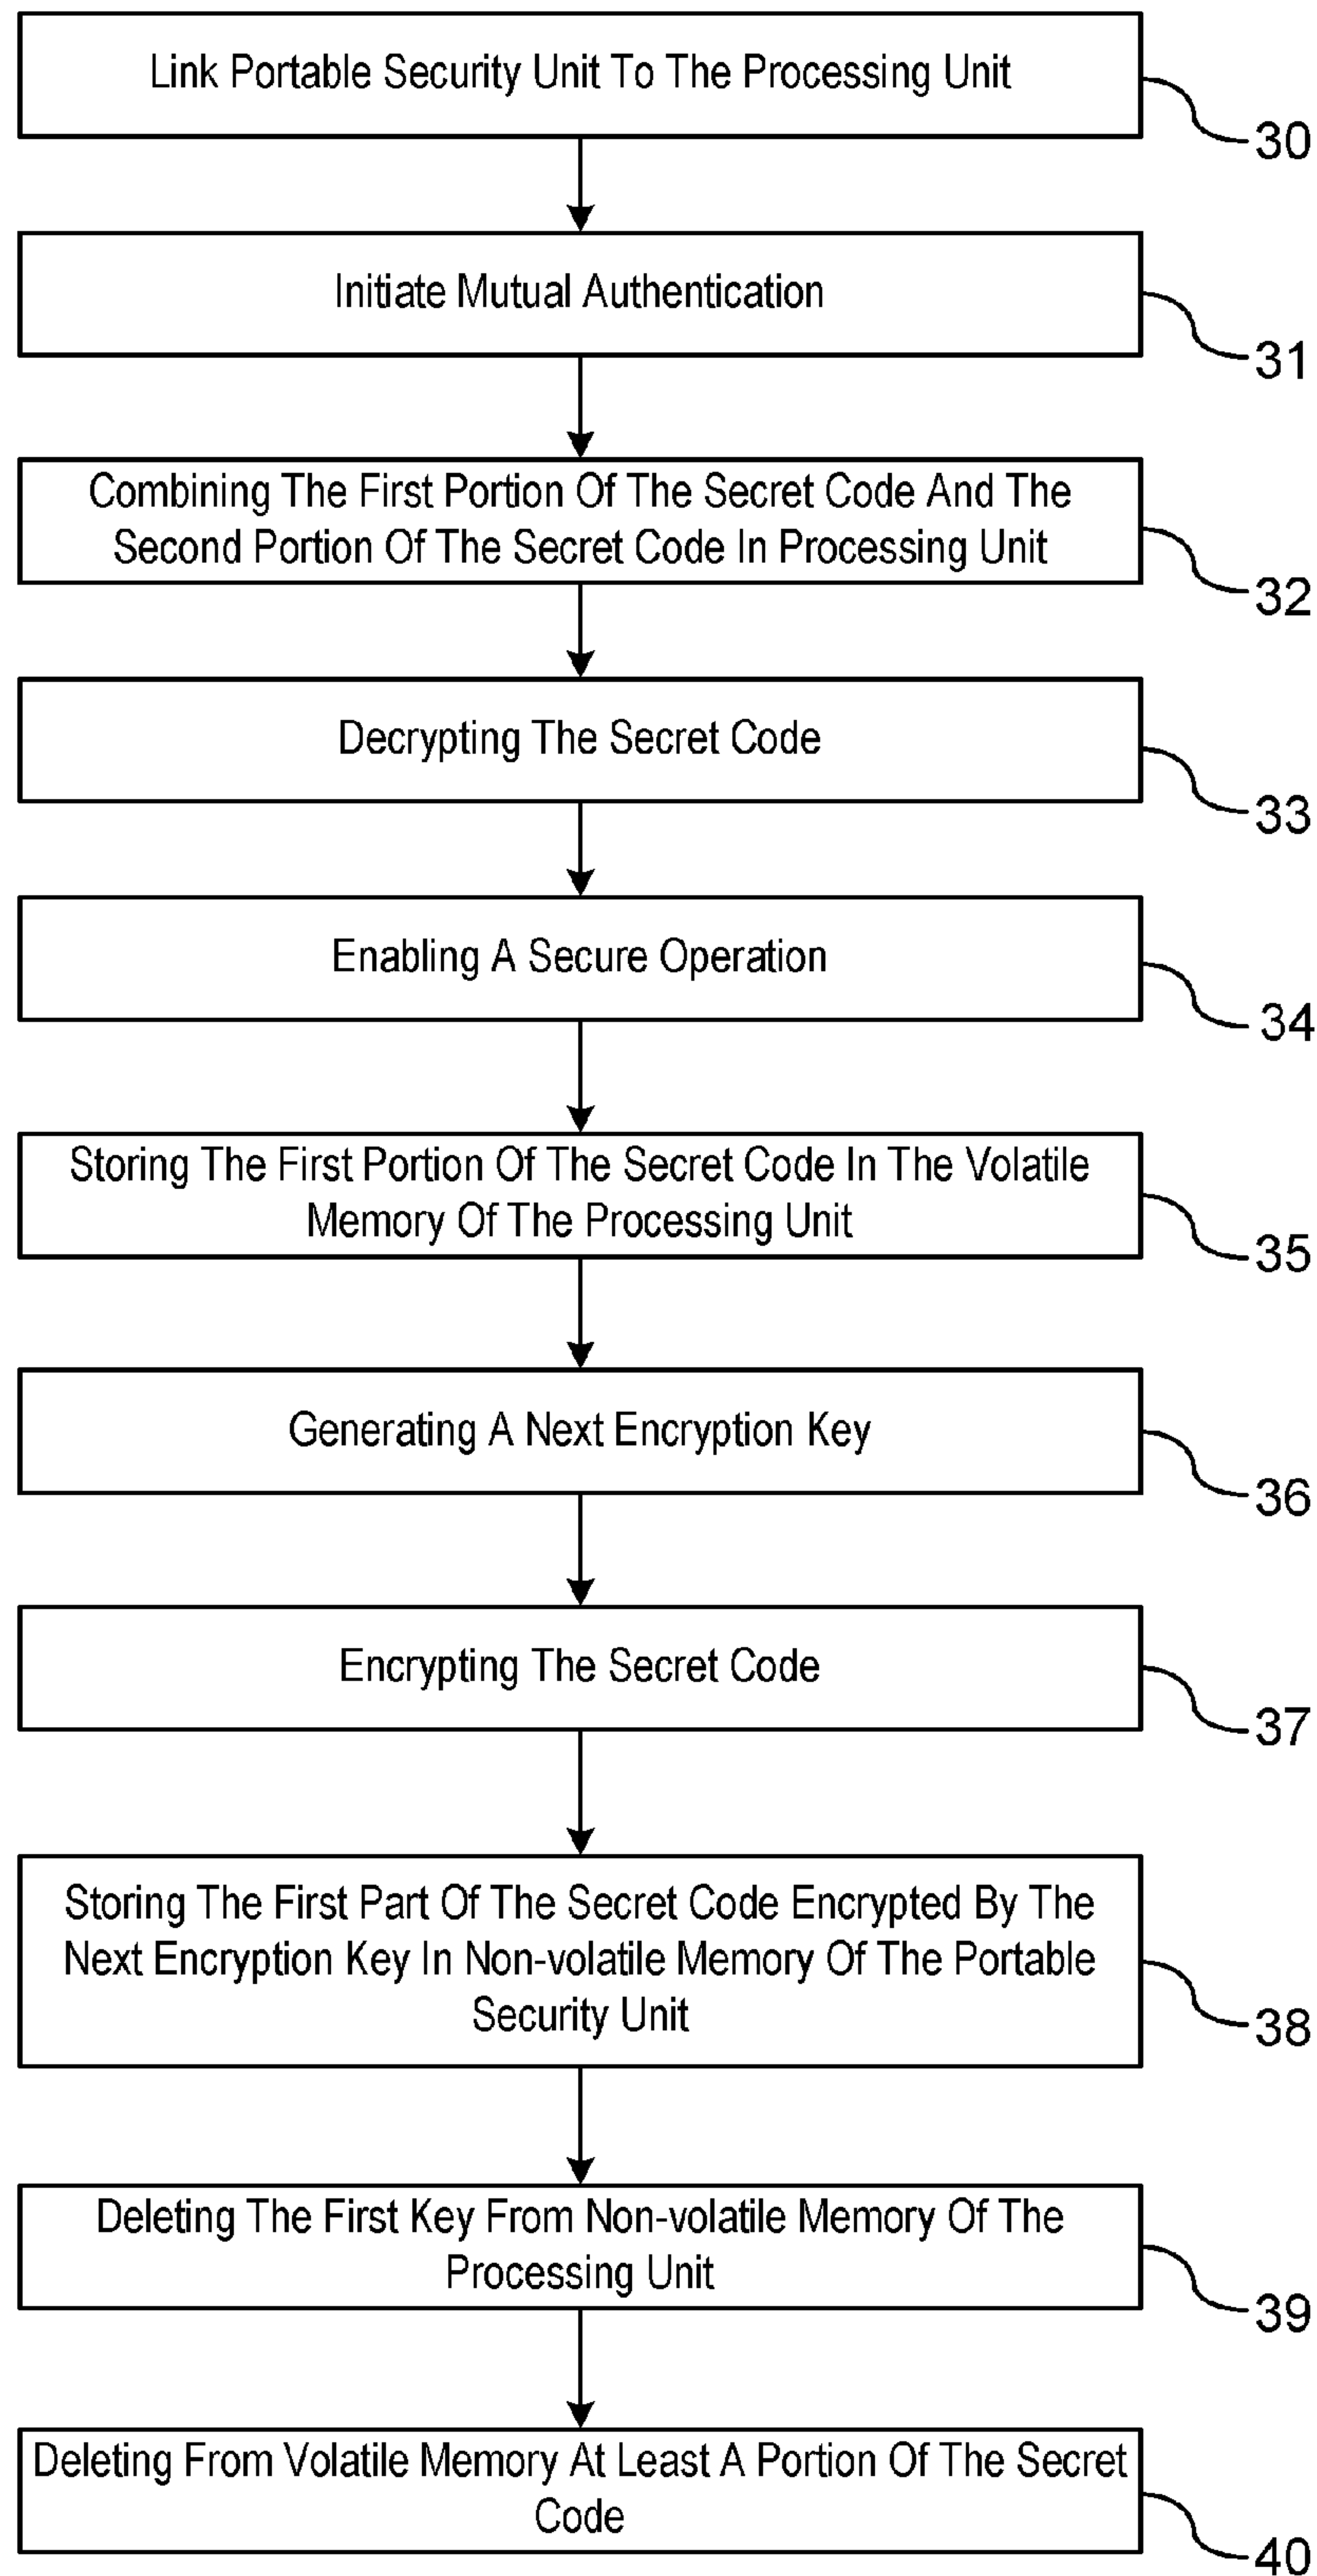 Link Portable Security Unit To The Processing Unit
30
Initiate Mutual Authentication
31
Combining The First Portion Of The Secret Code And The
Second Portion Of The Secret Code In Processing Unit
32
Decrypting The Secret Code
33
Enabling A Secure Operation
34
Storing The First Portion Of The Secret Code In The Volatile
Memory Of The Processing Unit
35
Generating A Next Encryption Key
36
Encrypting The Secret Code
37
Storing The First Part Of The Secret Code Encrypted By The
Next Encryption Key In Non-volatile Memory Of The Portable
Security Unit
38
Deleting The First Key From Non-volatile Memory Of The
Processing Unit
39
Deleting From Volatile Memory At Least A Portion Of The Secret
Code
40